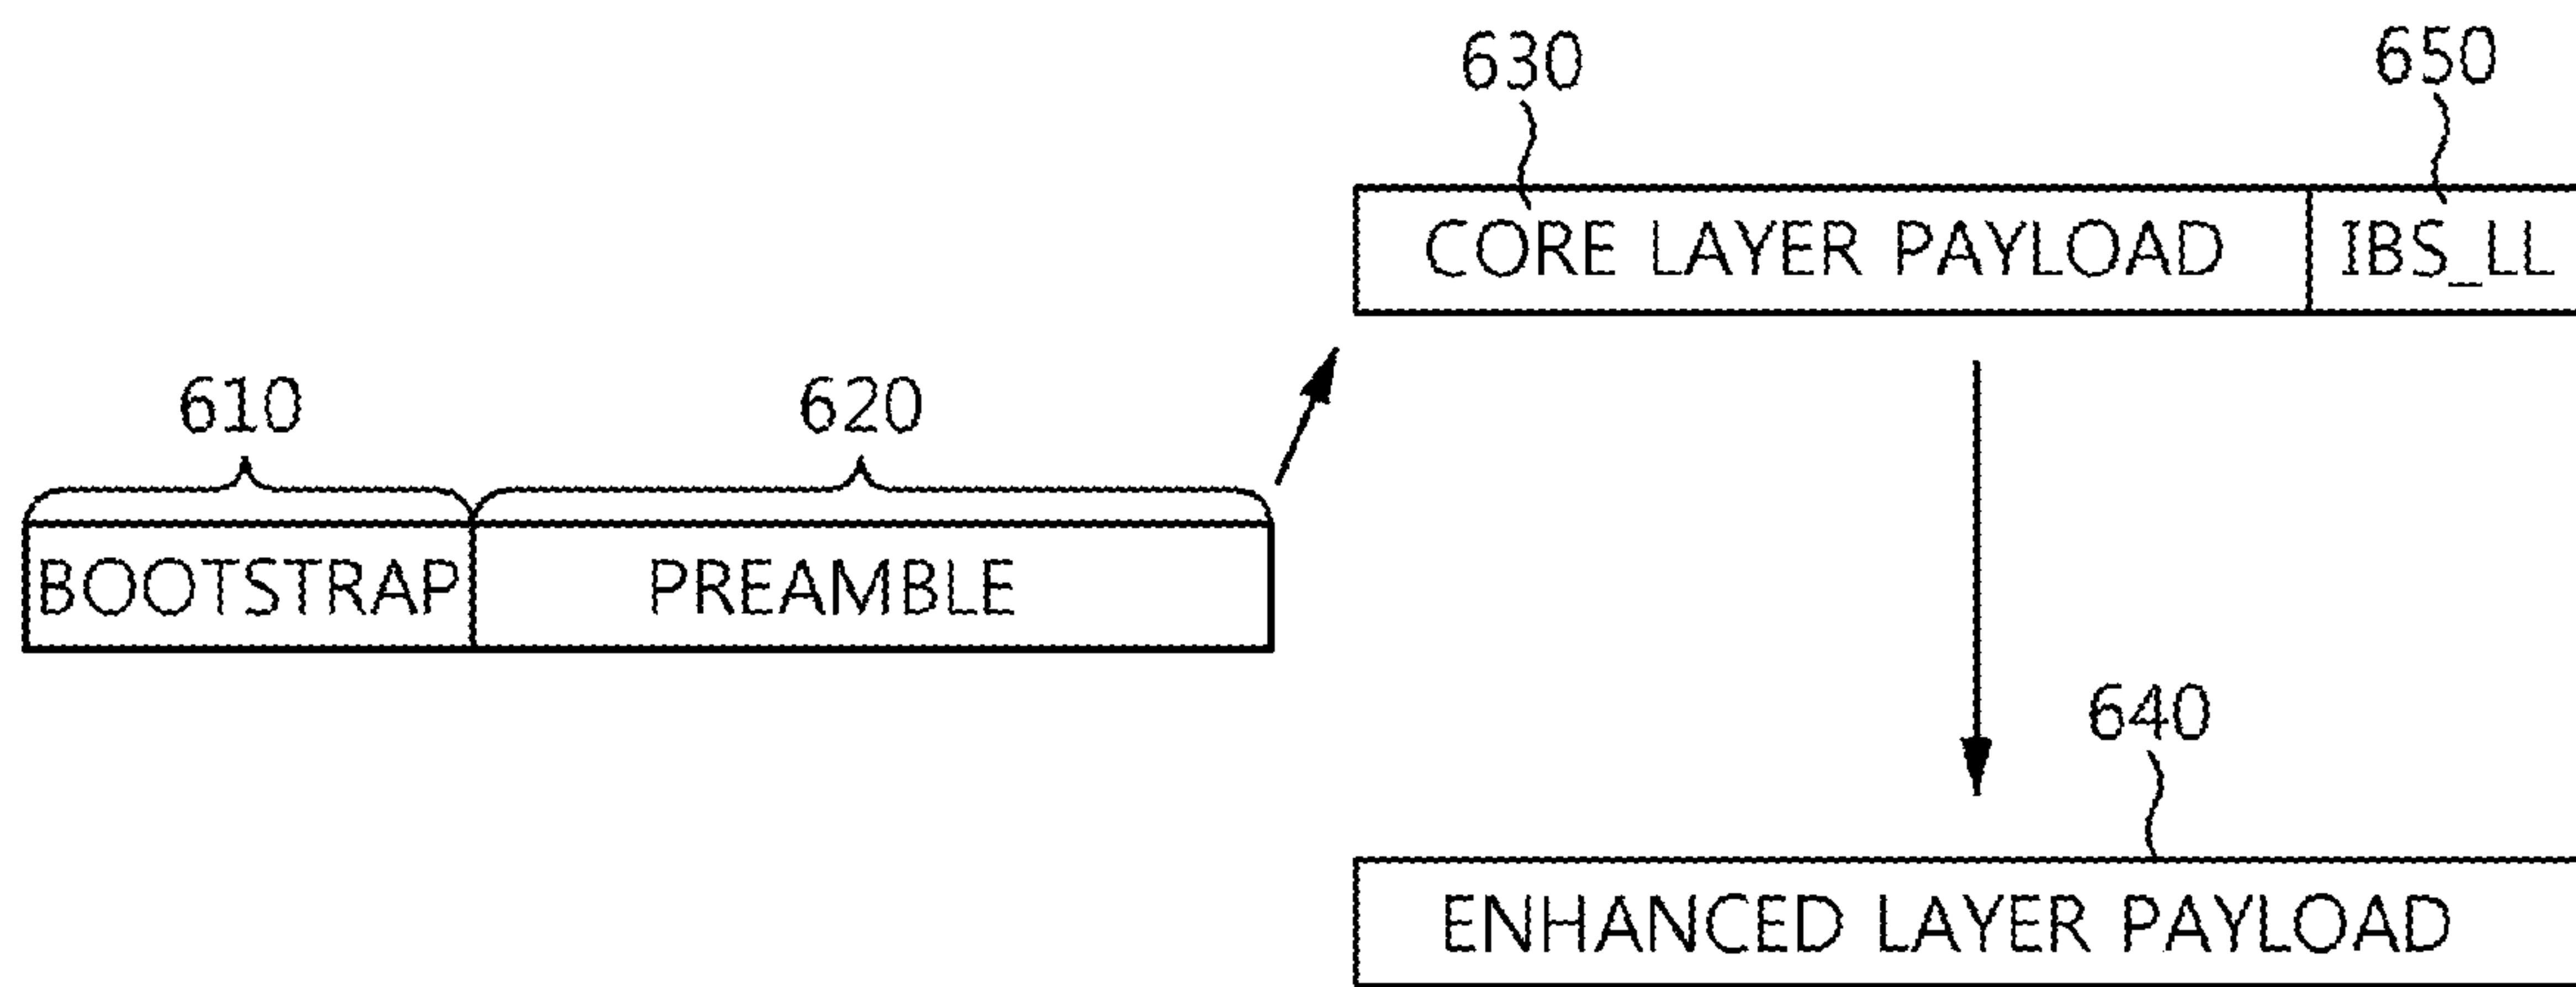 630
650
CORE LAYER PAYLOAD
IBS_LL
610
620
BOOTSTRAP
PREAMBLE
640
ENHANCED LAYER PAYLOAD